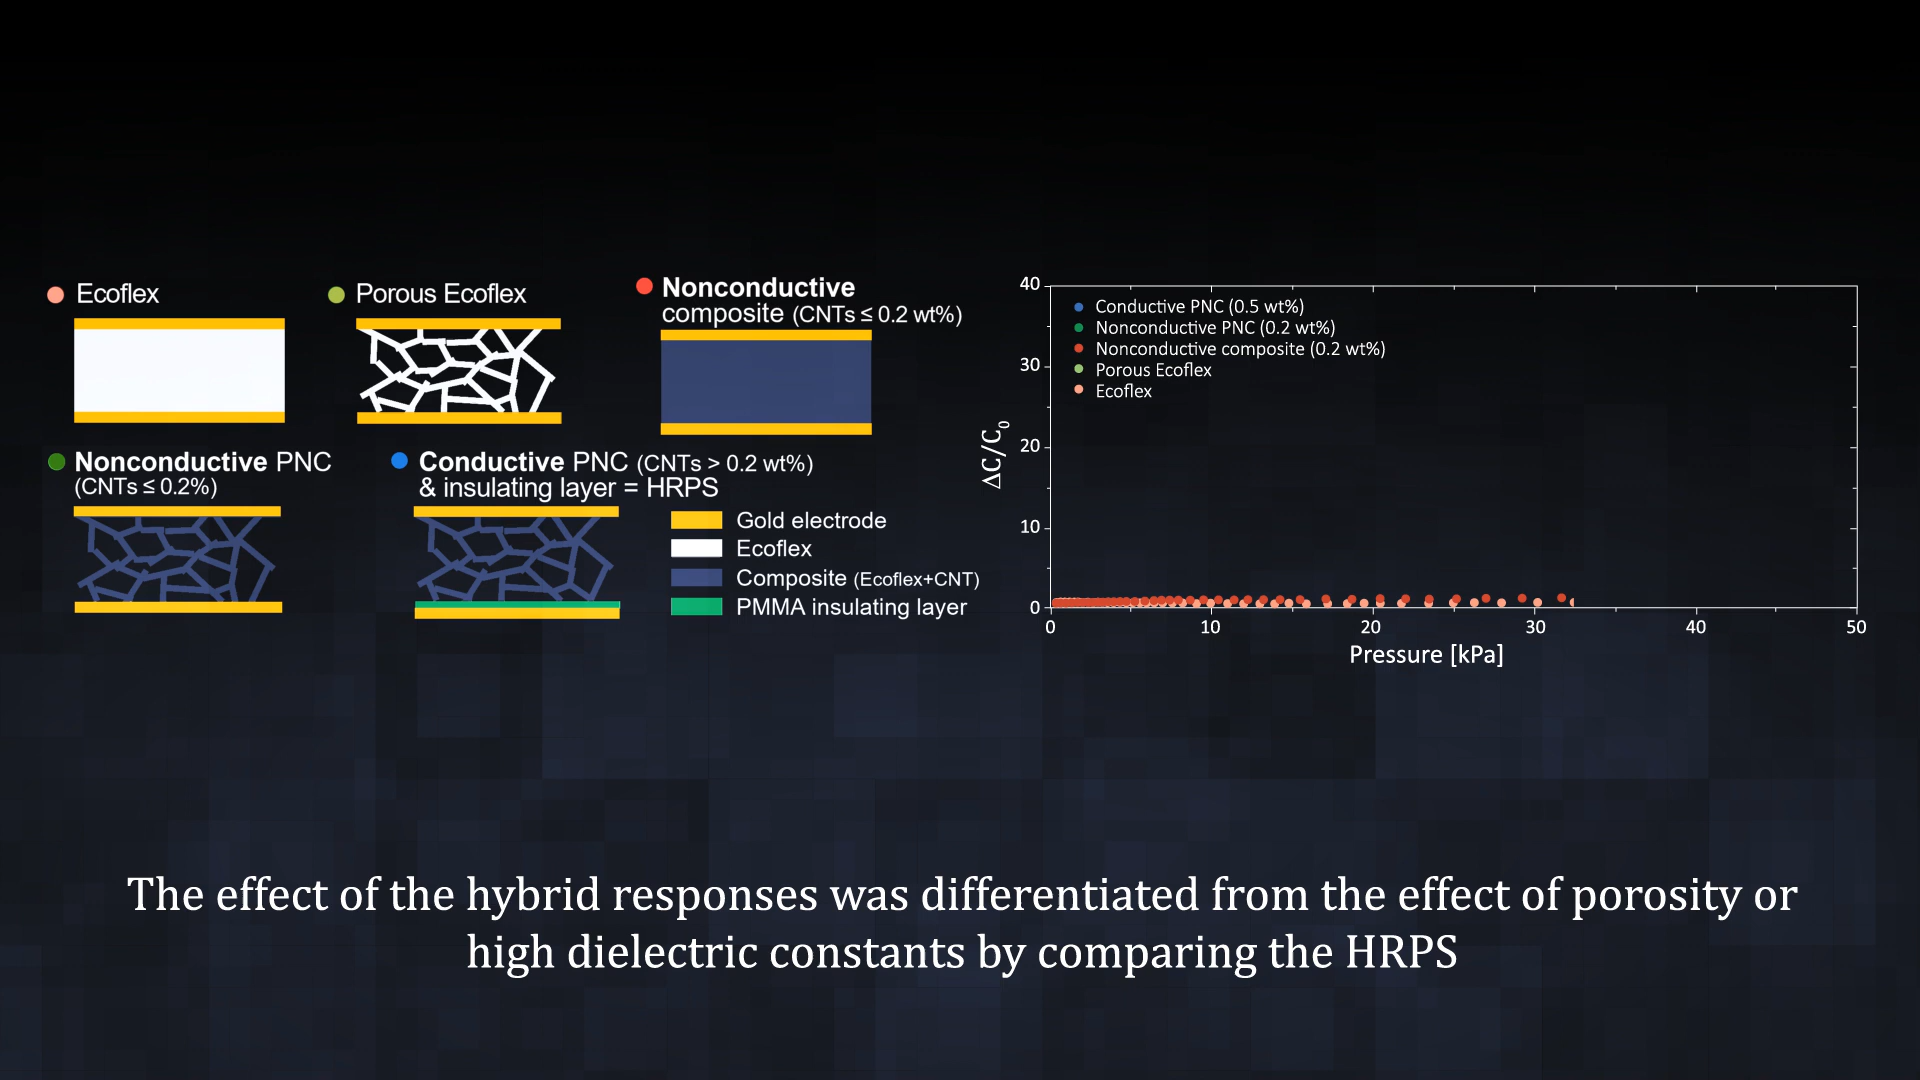 Ecoflex
Porous Ecoflex
Nonconductive
composite (CNTs ≤ 0.2 wt%)
Nonconductive PNC
(CNTs ≤ 0.2%)
Conductive PNC (CNTs > 0.2 wt%)
& insulating layer = HRPS
Gold electrode
Ecoflex
Composite (Ecoflex+CNT)
PMMA insulating layer
40
30
20
10
0
ΔC/C₀
Conductive PNC (0.5 wt%)
Nonconductive PNC (0.2 wt%)
Nonconductive composite (0.2 wt%)
Porous Ecoflex
Ecoflex
0 10 20 30 40 50
Pressure [kPa]
The effect of the hybrid responses was differentiated from the effect of porosity or
high dielectric constants by comparing the HRPS